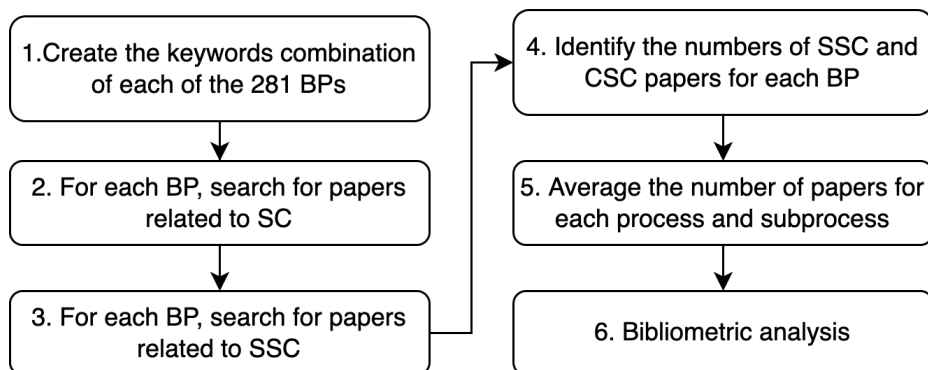 1.Create the keywords combination
of each of the 281 BPs
2. For each BP, search for papers
related to SC
3. For each BP, search for papers
related to SSC
4. Identify the numbers of SSC and
CSC papers for each BP
5. Average the number of papers for
each process and subprocess
6. Bibliometric analysis